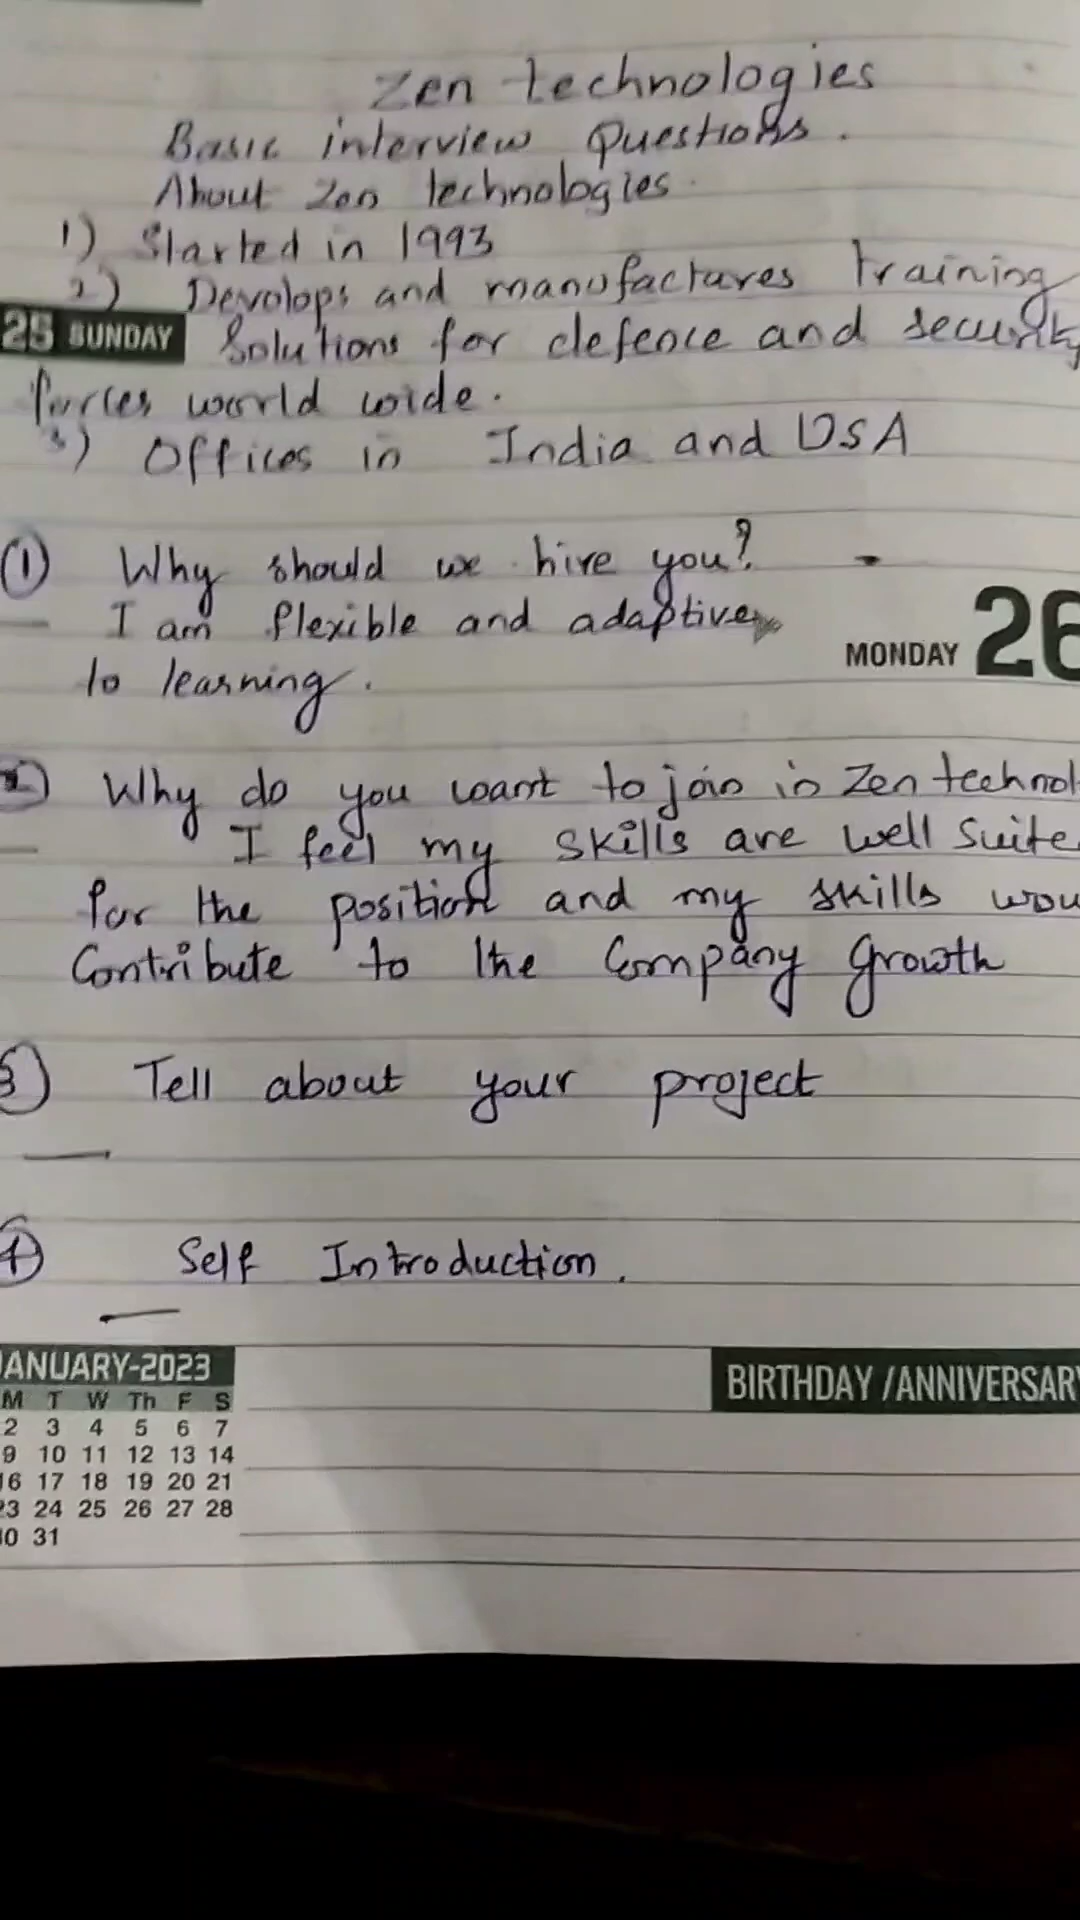 Zen technologies
Basic interview Questions.
About Zen technologies.
1) Started in 1993
2) Devolops and manufactures training
25 SUNDAY solutions for defence and security
forces world wide.
3) Offices in India and USA
1) Why should we hire you?
I am flexible and adaptive
MONDAY 26
to learning.
2) Why do you want to join in Zen technol
I feel my skills are well suite
for the position and my skills wou
Contribute to the Company Growth
3) Tell about your project
4) Self Introduction.
JANUARY-2023
BIRTHDAY /ANNIVERSARY
M T W Th F S
2 3 4 5 6 7
9 10 11 12 13 14
16 17 18 19 20 21
23 24 25 26 27 28
30 31